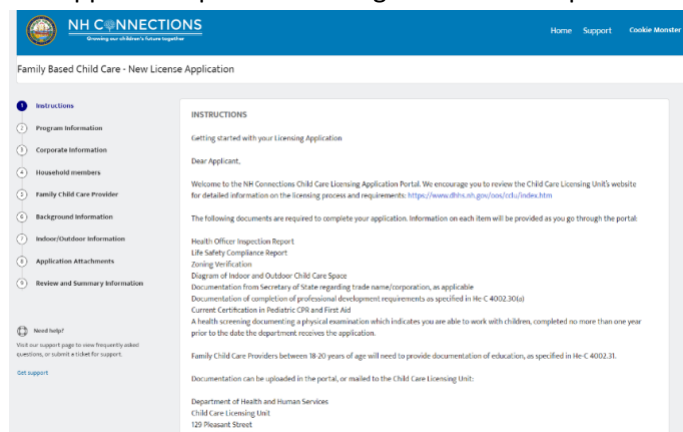 NH CONNECTIONS
Growing our children's future together
Home Support Cookie Monster
Family Based Child Care - New License Application
1 Instructions
2 Program Information
3 Corporate Information
4 Household members
5 Family Child Care Provider
6 Background Information
7 Indoor/Outdoor Information
8 Application Attachments
9 Review and Summary Information
Need help?
Visit our support page to view frequently asked
questions, or submit a ticket for support.
Get support
INSTRUCTIONS
Getting started with your Licensing Application
Dear Applicant,
Welcome to the NH Connections Child Care Licensing Application Portal. We encourage you to review the Child Care Licensing Unit's website
for detailed information on the licensing process and requirements: https://www.dhhs.nh.gov/oos/cclu/index.htm
The following documents are required to complete your application. Information on each item will be provided as you go through the portal:
Health Officer Inspection Report
Life Safety Compliance Report
Zoning Verification
Diagram of Indoor and Outdoor Child Care Space
Documentation from Secretary of State regarding trade name/corporation, as applicable
Documentation of completion of professional development requirements as specified in He-C 4002.30(a)
Current Certification in Pediatric CPR and First Aid
A health screening documenting a physical examination which indicates you are able to work with children, completed no more than one year
prior to the date the department receives the application.
Family Child Care Providers between 18-20 years of age will need to provide documentation of education, as specified in He-C 4002.31.
Documentation can be uploaded in the portal, or mailed to the Child Care Licensing Unit:
Department of Health and Human Services
Child Care Licensing Unit
129 Pleasant Street